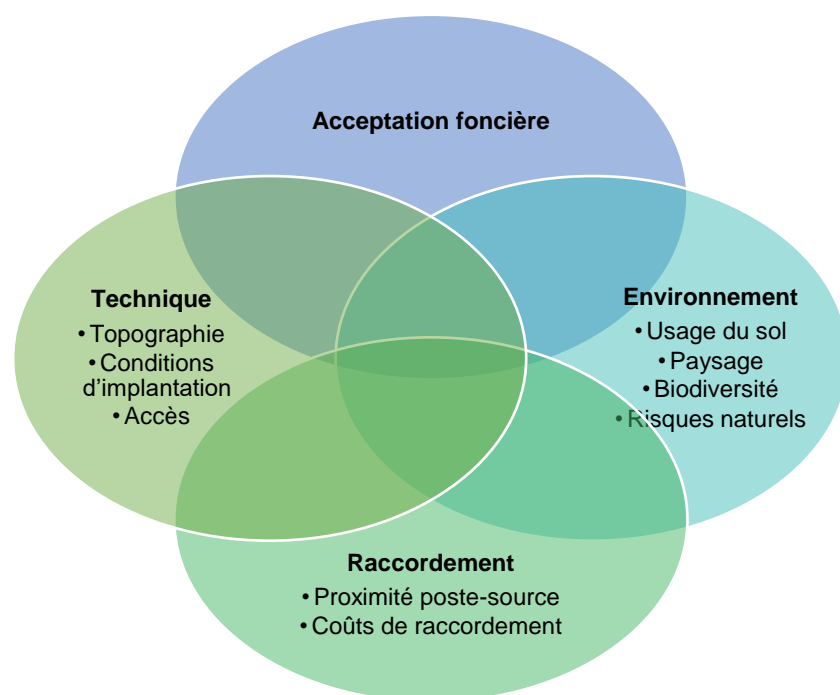 Acceptation foncière
Technique
• Topographie
• Conditions
d'implantation
• Accès
Environnement
• Usage du sol
• Paysage
• Biodiversité
• Risques naturels
Raccordement
• Proximité poste-source
• Coûts de raccordement